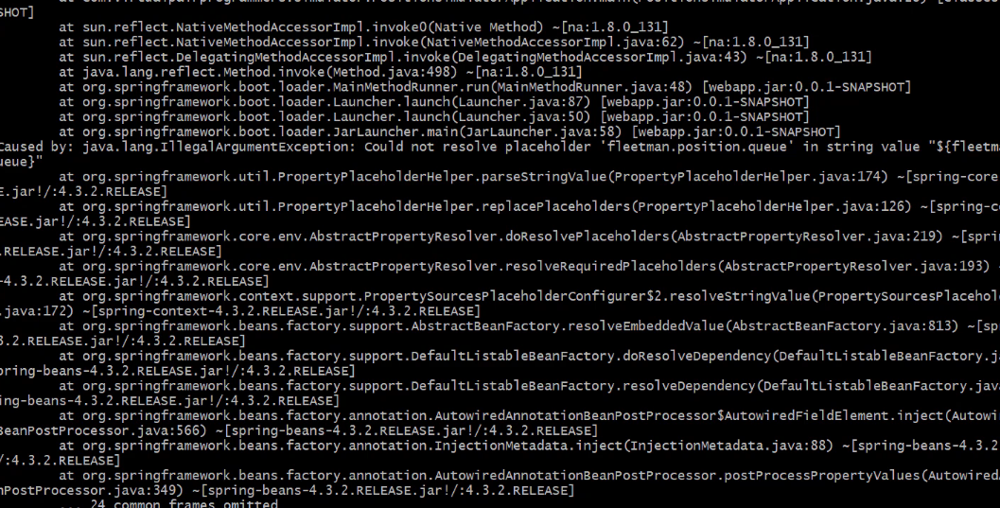 SHOT]
at sun.reflect.NativeMethodAccessorImpl.invoke0(Native Method) ~[na:1.8.0_131]
at sun.reflect.NativeMethodAccessorImpl.invoke(NativeMethodAccessorImpl.java:62) ~[na:1.8.0_131]
at sun.reflect.DelegatingMethodAccessorImpl.invoke(DelegatingMethodAccessorImpl.java:43) ~[na:1.8.0_131]
at java.lang.reflect.Method.invoke(Method.java:498) ~[na:1.8.0_131]
at org.springframework.boot.loader.MainMethodRunner.run(MainMethodRunner.java:48) [webapp.jar:0.0.1-SNAPSHOT]
at org.springframework.boot.loader.Launcher.launch(Launcher.java:87) [webapp.jar:0.0.1-SNAPSHOT]
at org.springframework.boot.loader.Launcher.launch(Launcher.java:50) [webapp.jar:0.0.1-SNAPSHOT]
at org.springframework.boot.loader.JarLauncher.main(JarLauncher.java:58) [webapp.jar:0.0.1-SNAPSHOT]
Caused by: java.lang.IllegalArgumentException: Could not resolve placeholder 'fleetman.position.queue' in string value "${fleetma
ueue}"
at org.springframework.util.PropertyPlaceholderHelper.parseStringValue(PropertyPlaceholderHelper.java:174) ~[spring-core
E.jar!/:4.3.2.RELEASE]
at org.springframework.util.PropertyPlaceholderHelper.replacePlaceholders(PropertyPlaceholderHelper.java:126) ~[spring-co
EASE.jar!/:4.3.2.RELEASE]
at org.springframework.core.env.AbstractPropertyResolver.doResolvePlaceholders(AbstractPropertyResolver.java:219) ~[spri
.RELEASE.jar!/:4.3.2.RELEASE]
at org.springframework.core.env.AbstractPropertyResolver.resolveRequiredPlaceholders(AbstractPropertyResolver.java:193) ~
-4.3.2.RELEASE.jar!/:4.3.2.RELEASE]
at org.springframework.context.support.PropertySourcesPlaceholderConfigurer$2.resolveStringValue(PropertySourcesPlacehol
.java:172) ~[spring-context-4.3.2.RELEASE.jar!/:4.3.2.RELEASE]
at org.springframework.beans.factory.support.AbstractBeanFactory.resolveEmbeddedValue(AbstractBeanFactory.java:813) ~[sp
3.2.RELEASE.jar!/:4.3.2.RELEASE]
at org.springframework.beans.factory.support.DefaultListableBeanFactory.doResolveDependency(DefaultListableBeanFactory.ja
pring-beans-4.3.2.RELEASE.jar!/:4.3.2.RELEASE]
at org.springframework.beans.factory.support.DefaultListableBeanFactory.resolveDependency(DefaultListableBeanFactory.java
ing-beans-4.3.2.RELEASE.jar!/:4.3.2.RELEASE]
at org.springframework.beans.factory.annotation.AutowiredAnnotationBeanPostProcessor$AutowiredFieldElement.inject(Autowi
BeanPostProcessor.java:566) ~[spring-beans-4.3.2.RELEASE.jar!/:4.3.2.RELEASE]
at org.springframework.beans.factory.annotation.InjectionMetadata.inject(InjectionMetadata.java:88) ~[spring-beans-4.3.2
/:4.3.2.RELEASE]
at org.springframework.beans.factory.annotation.AutowiredAnnotationBeanPostProcessor.postProcessPropertyValues(Autowired
nPostProcessor.java:349) ~[spring-beans-4.3.2.RELEASE.jar!/:4.3.2.RELEASE]
... 24 common frames omitted